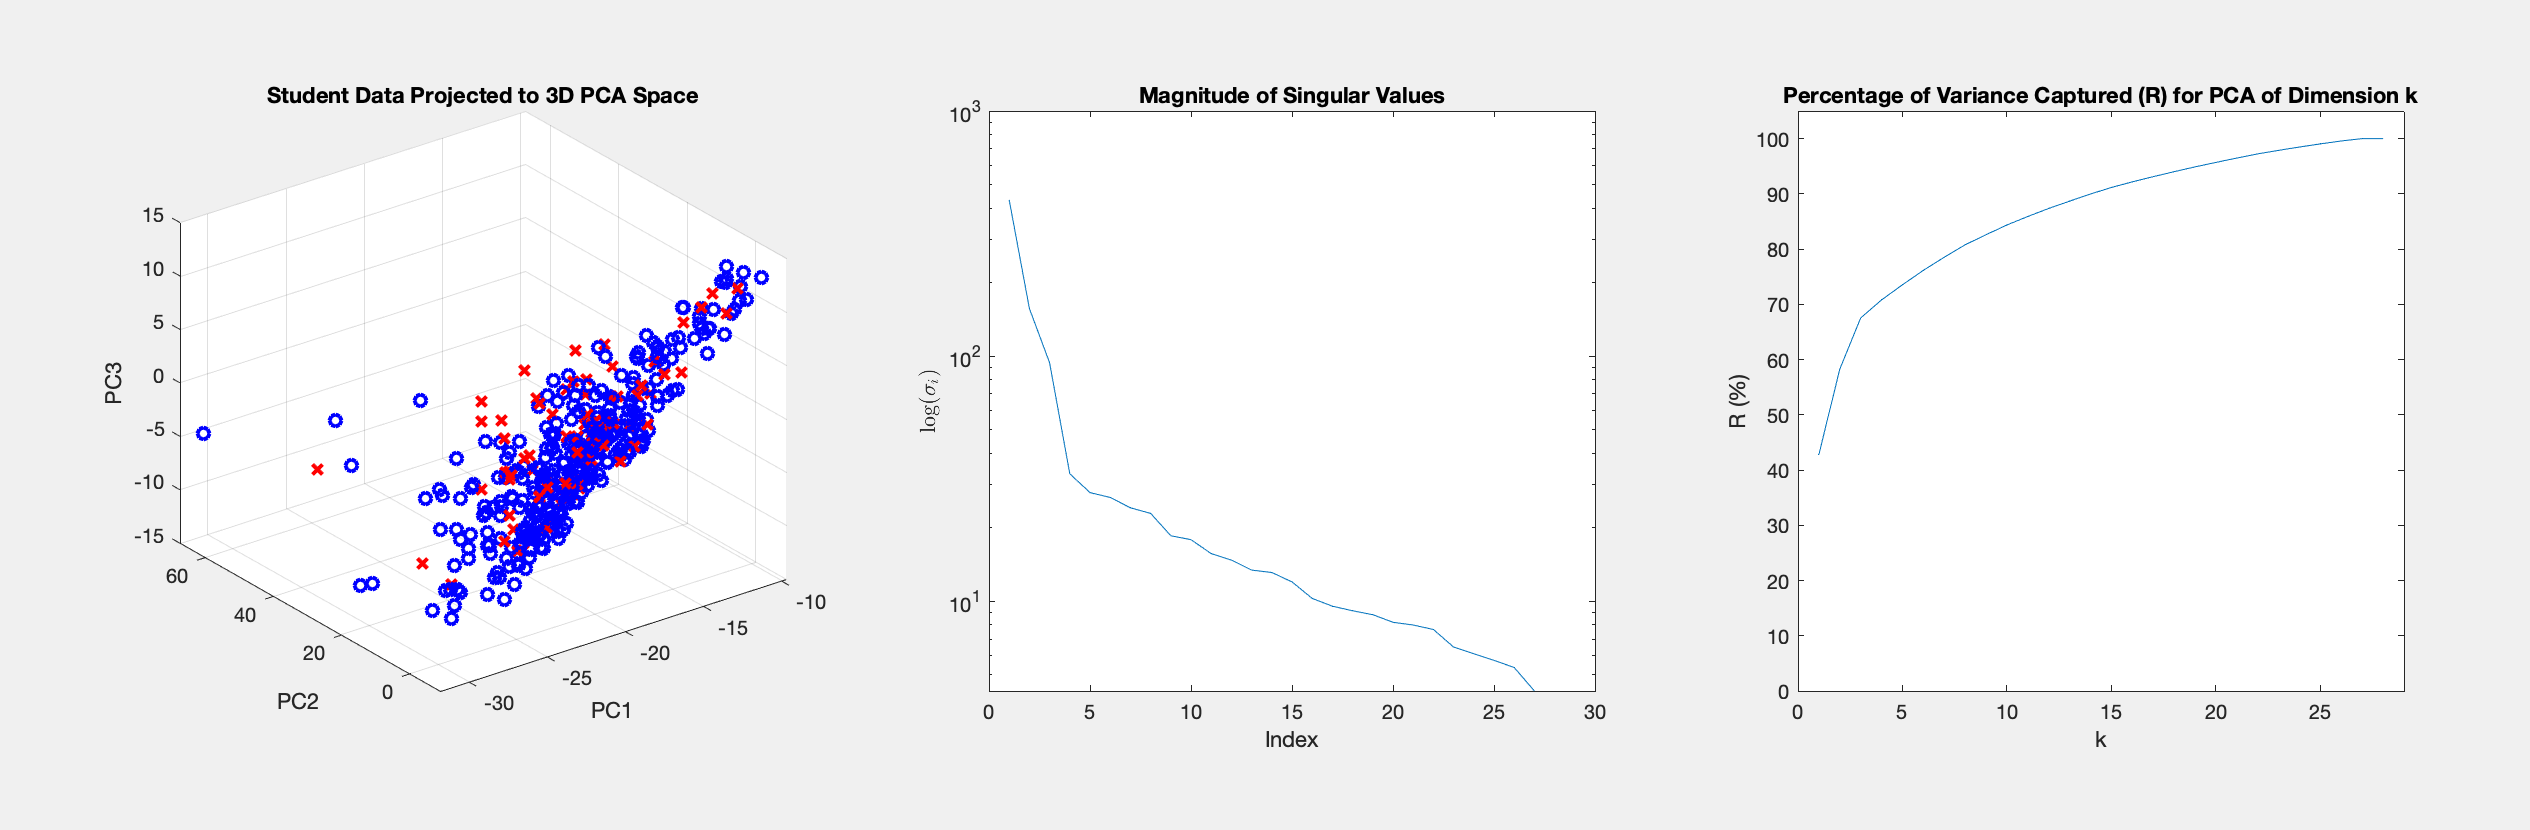 Student Data Projected to 3D PCA Space
15
10
5
0
-5
-10
-15
PC3
60
40
20
0
PC2
-30
-25
-20
-15
-10
PC1
Magnitude of Singular Values
10^3
10^2
10^1
log(σ_i)
0 5 10 15 20 25 30
Index
Percentage of Variance Captured (R) for PCA of Dimension k
100
90
80
70
60
50
40
30
20
10
0
R (%)
0 5 10 15 20 25
k